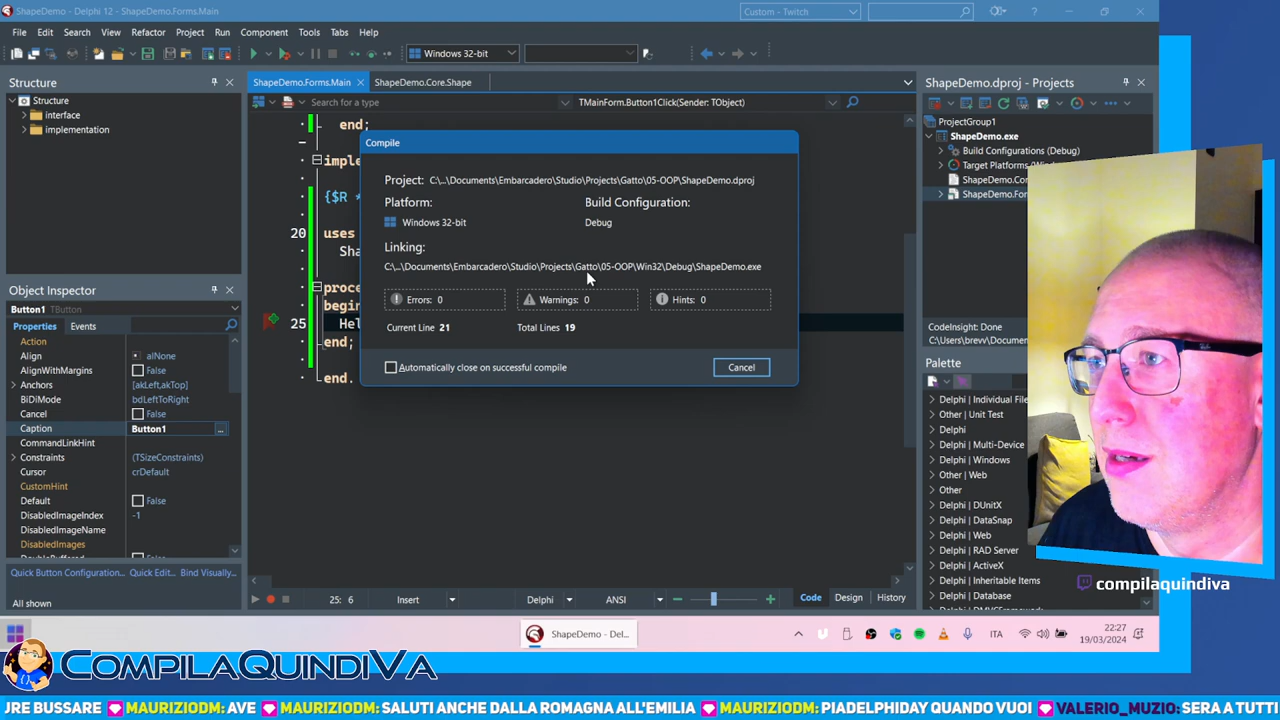 ShapeDemo - Delphi 12 - ShapeDemo.Forms.Main
Custom - Twitch
File Edit Search View Refactor Project Run Component Tools Tabs Help
Windows 32-bit
Structure
Structure
interface
implementation
ShapeDemo.Forms.Main
ShapeDemo.Core.Shape
Search for a type
TMainForm.Button1Click(Sender: TObject)
end;
{$R
20
uses
25
end;
end.
Compile
Project: C:\...\Documents\Embarcadero\Studio\Projects\Gatto\05-OOP\ShapeDemo.dproj
Platform:
Build Configuration:
Windows 32-bit
Debug
Linking:
C:\...\Documents\Embarcadero\Studio\Projects\Gatto\05-OOP\Win32\Debug\ShapeDemo.exe
Errors: 0
Warnings: 0
Hints: 0
Current Line 21
Total Lines 19
Automatically close on successful compile
Cancel
ShapeDemo.dproj - Projects
ProjectGroup1
ShapeDemo.exe
Build Configurations (Debug)
Target Platforms
CodeInsight: Done
C:\Users\brevv\
Palette
Delphi | Individual File
Other | Unit Test
Delphi
Delphi | Multi-Device
Delphi | Windows
Other | Web
Other
Delphi | DUnitX
Delphi | DataSnap
Delphi | Web
Delphi | RAD Server
Delphi | ActiveX
Delphi | Inheritable Items
Delphi | Database
Object Inspector
Button1 TButton
Properties Events
Action
Align alNone
AlignWithMargins False
Anchors [akLeft,akTop]
BiDiMode bdLeftToRight
Cancel False
Caption Button1 ...
CommandLinkHint
Constraints (TSizeConstraints)
Cursor crDefault
CustomHint
Default False
DisabledImageIndex -1
DisabledImageName
DisabledImages
Quick Button Configuration... Quick Edit... Bind Visually...
All shown
25: 6
Insert
Delphi
ANSI
Code Design History
compilaquindiva
ShapeDemo - Del...
ITA
22:27
19/03/2024
COMPILAQUINDIVA
JRE BUSSARE MAURIZIODM: AVE MAURIZIODM: SALUTI ANCHE DALLA ROMAGNA ALL'EMILIA MAURIZIODM: PIADELPHIDAY QUANDO VUOI VALERIO_MUZIO: SERA A TUTTI